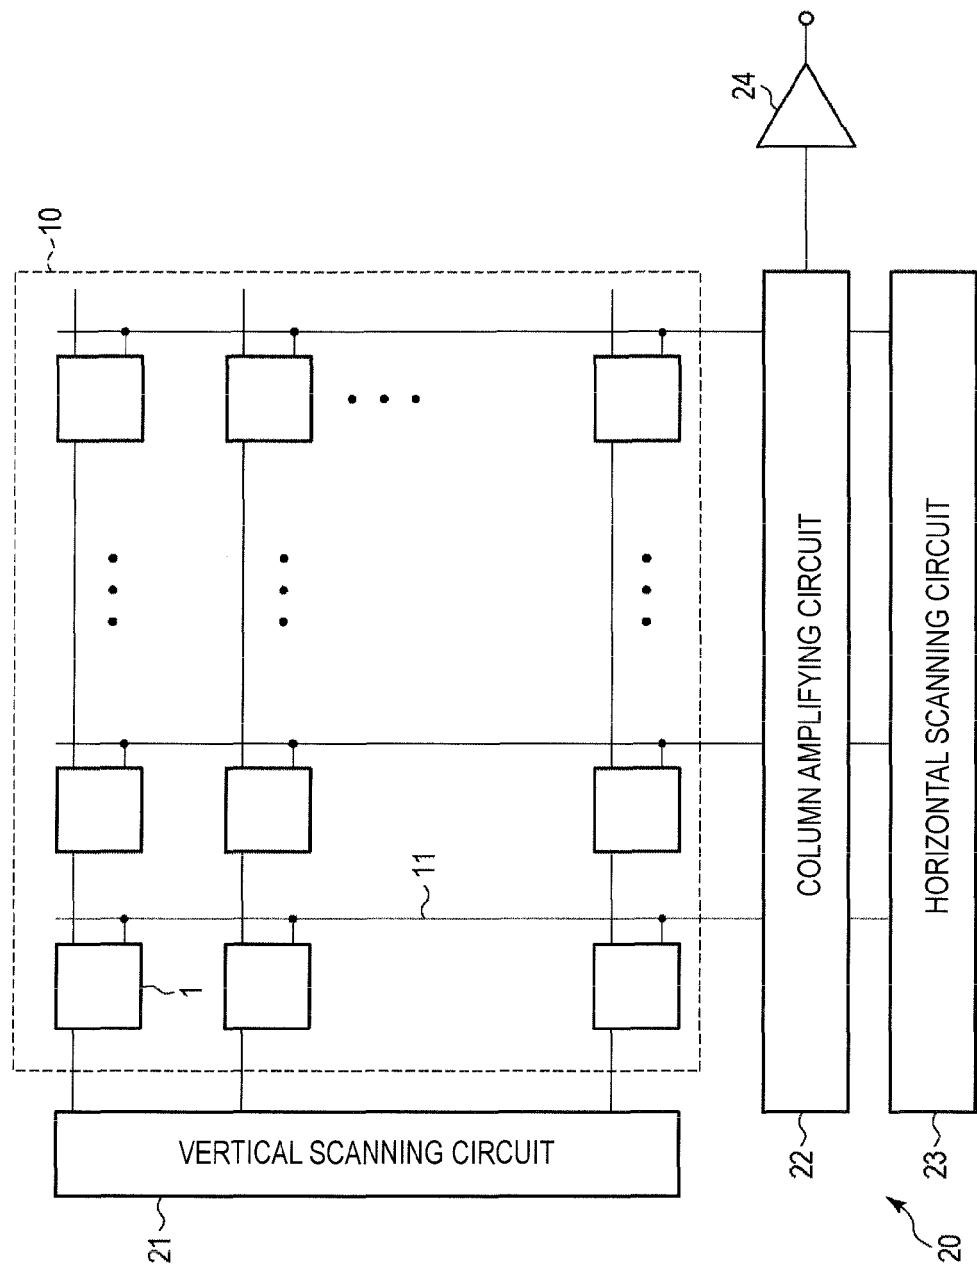 10
24
11
1
VERTICAL SCANNING CIRCUIT
21
COLUMN AMPLIFYING CIRCUIT
22
HORIZONTAL SCANNING CIRCUIT
23
20